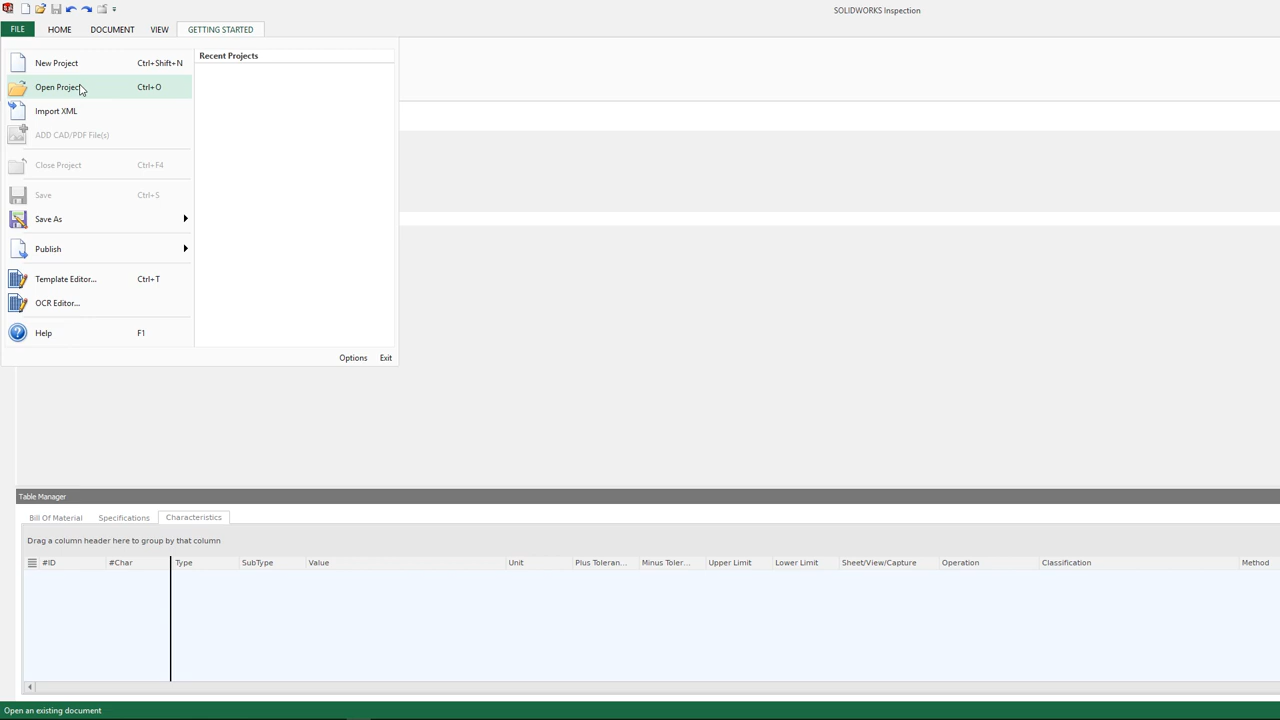 SOLIDWORKS Inspection
FILE HOME DOCUMENT VIEW GETTING STARTED
New Project Ctrl+Shift+N
Open Project Ctrl+O
Import XML
ADD CAD/PDF File(s)
Close Project Ctrl+F4
Save Ctrl+S
Save As
Publish
Template Editor... Ctrl+T
OCR Editor...
Help F1
Recent Projects
Options Exit
Table Manager
Bill Of Material Specifications Characteristics
Drag a column header here to group by that column
#ID #Char Type SubType Value Unit Plus Toleran... Minus Toler... Upper Limit Lower Limit Sheet/View/Capture Operation Classification Method
Open an existing document